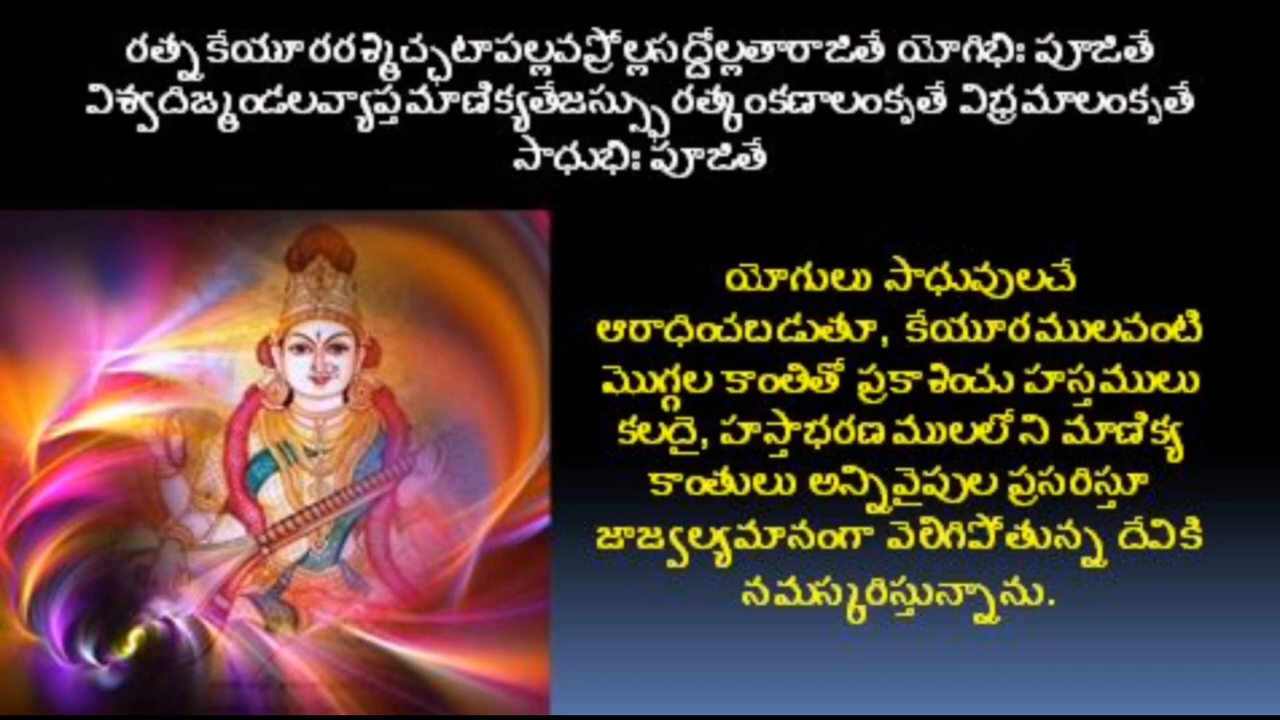 రత్నకేయూరరశ్మిచ్ఛటాపల్లవప్రోల్లసద్దోల్లతారాజితే యోగిభిః పూజితే
విశ్వదిఙ్మండలవ్యాప్తమాణిక్యతేజస్స్ఫురత్కంకణాలంకృతే విభ్రమాలంకృతే
సాధుభిః పూజితే
యోగులు సాధువులచే
ఆరాధించబడుతూ, కేయూరములవంటి
మొగ్గల కాంతితో ప్రకాశించు హస్తములు
కలదై, హస్తాభరణములలోని మాణిక్య
కాంతులు అన్నివైపుల ప్రసరిస్తూ
జాజ్వల్యమానంగా వెలిగిపోతున్న దేవికి
నమస్కరిస్తున్నాను.